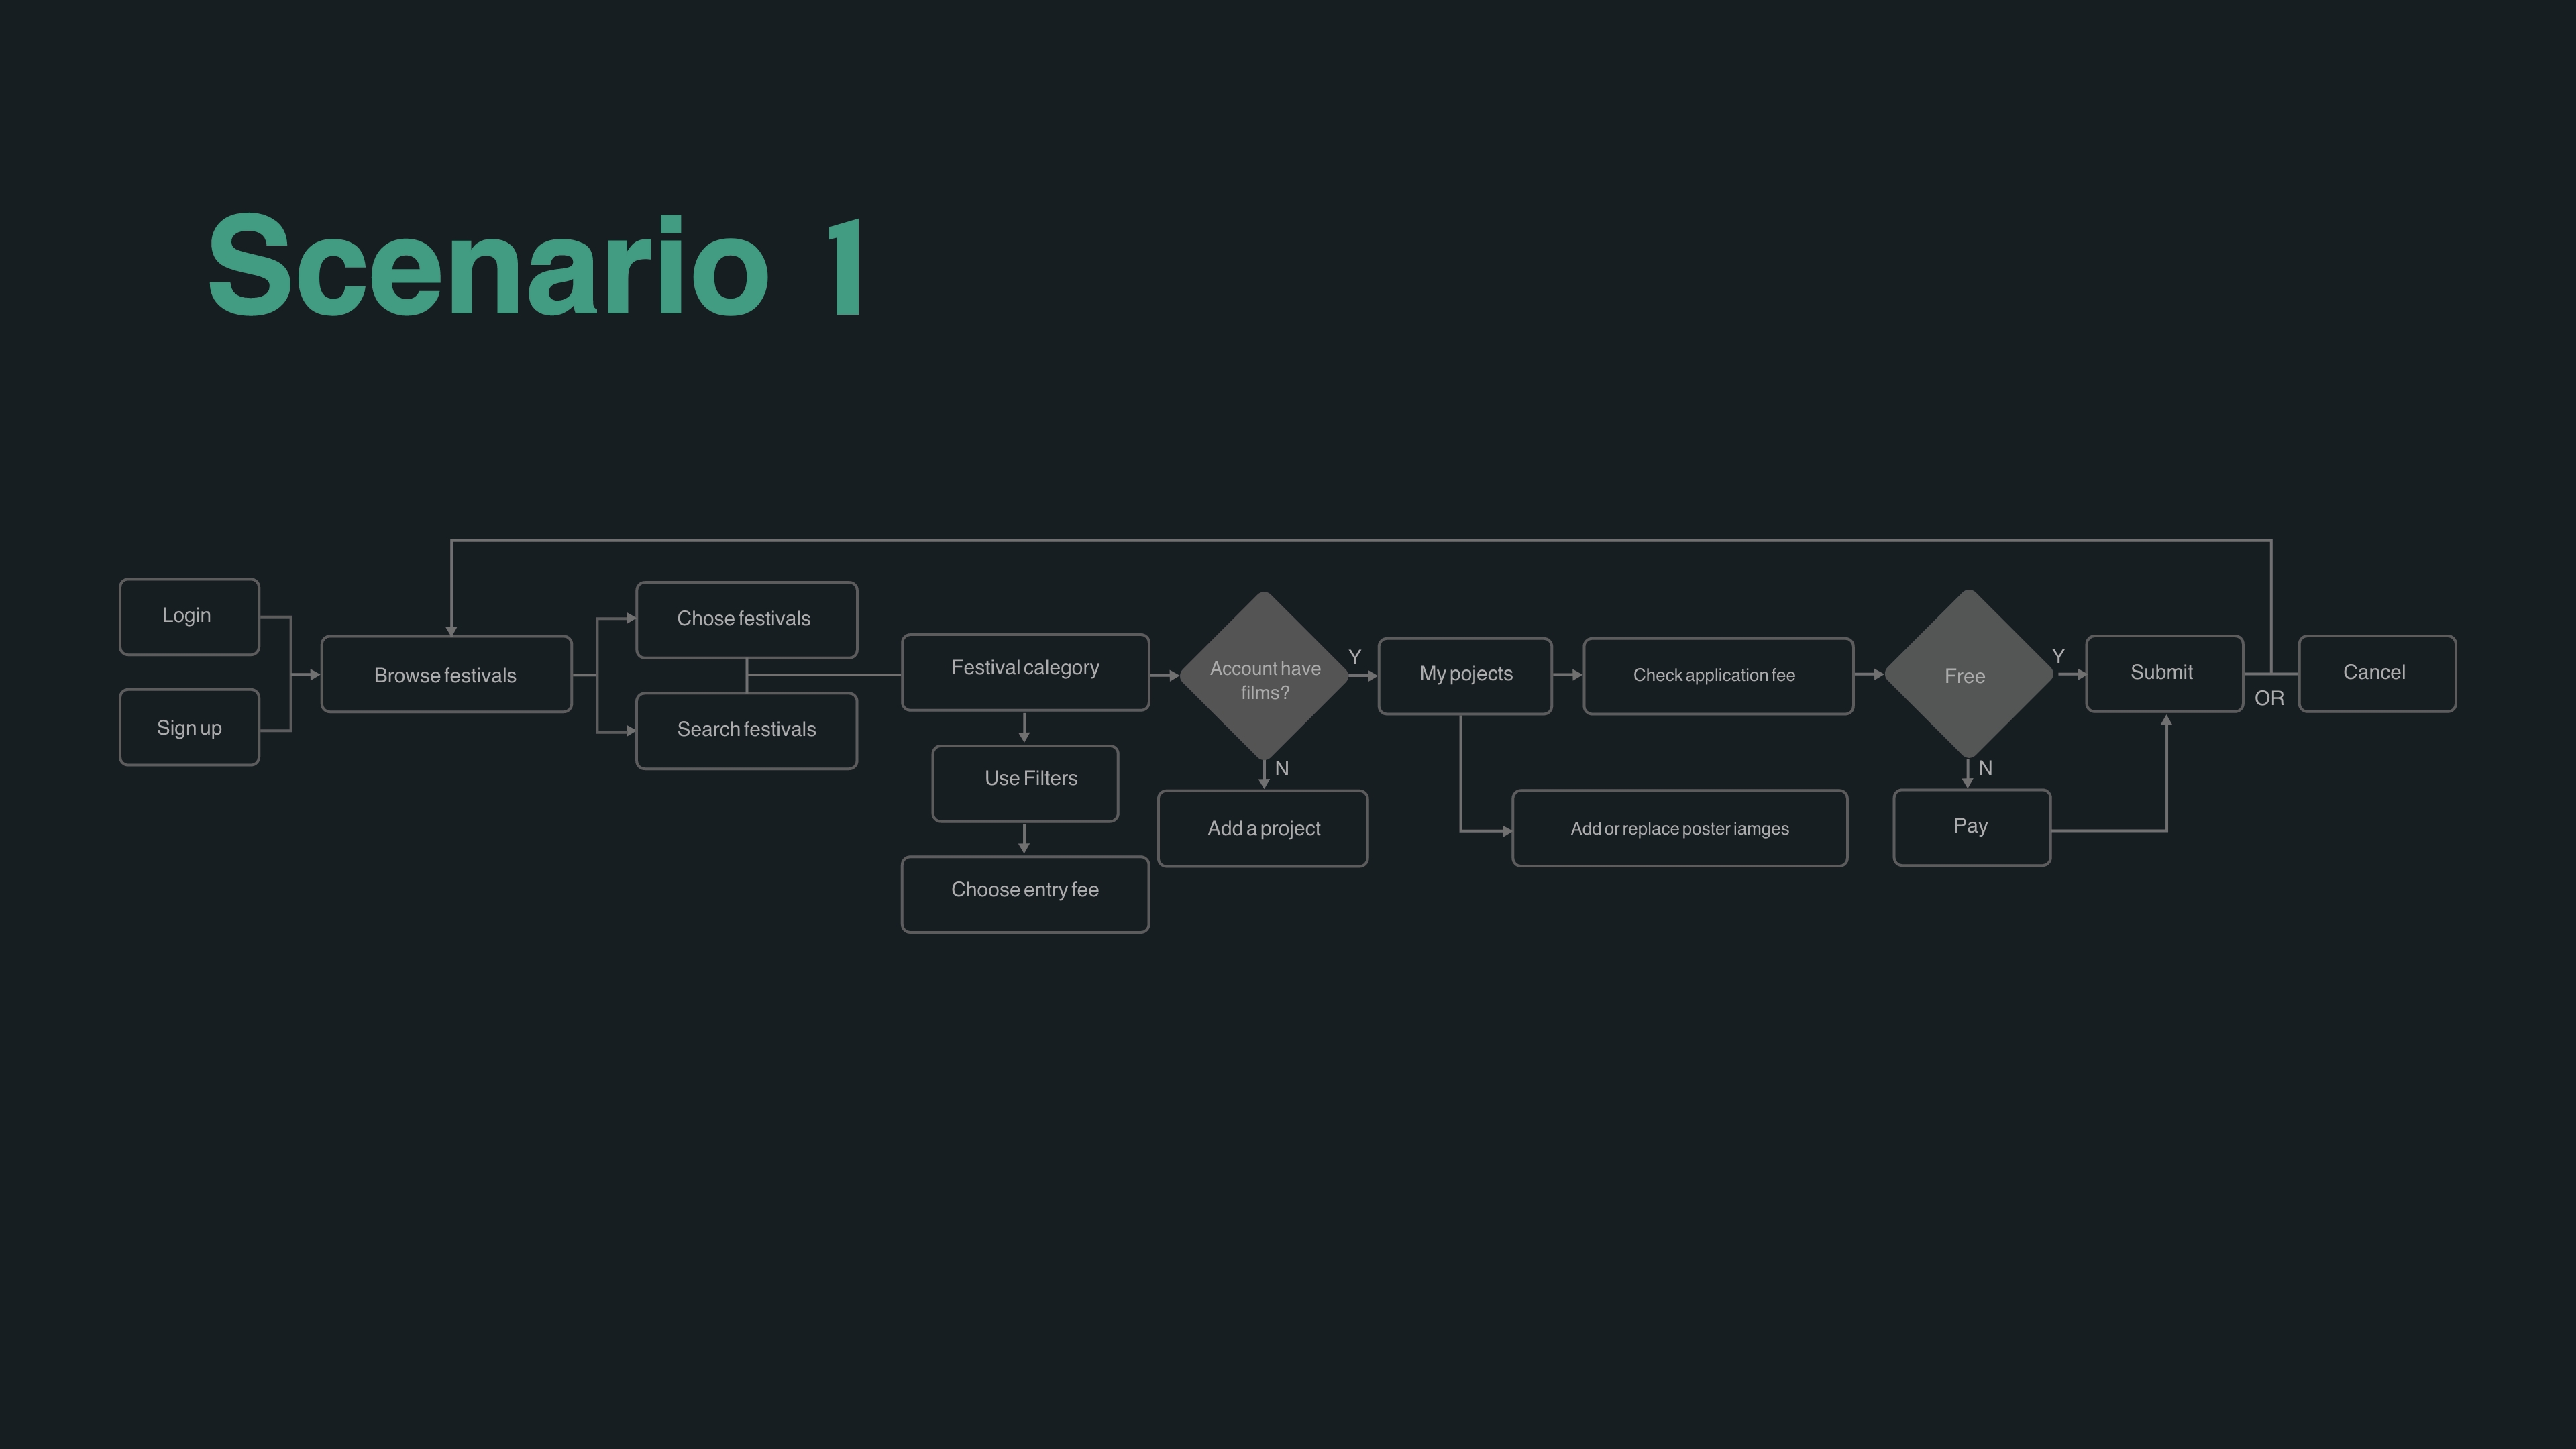 Scenario 1
Login
Sign up
Browse festivals
Chose festivals
Search festivals
Festival calegory
Use Filters
Choose entry fee
Account have
films?
Y
N
Add a project
My pojects
Check application fee
Add or replace poster iamges
Free
Y
N
Pay
Submit
OR
Cancel